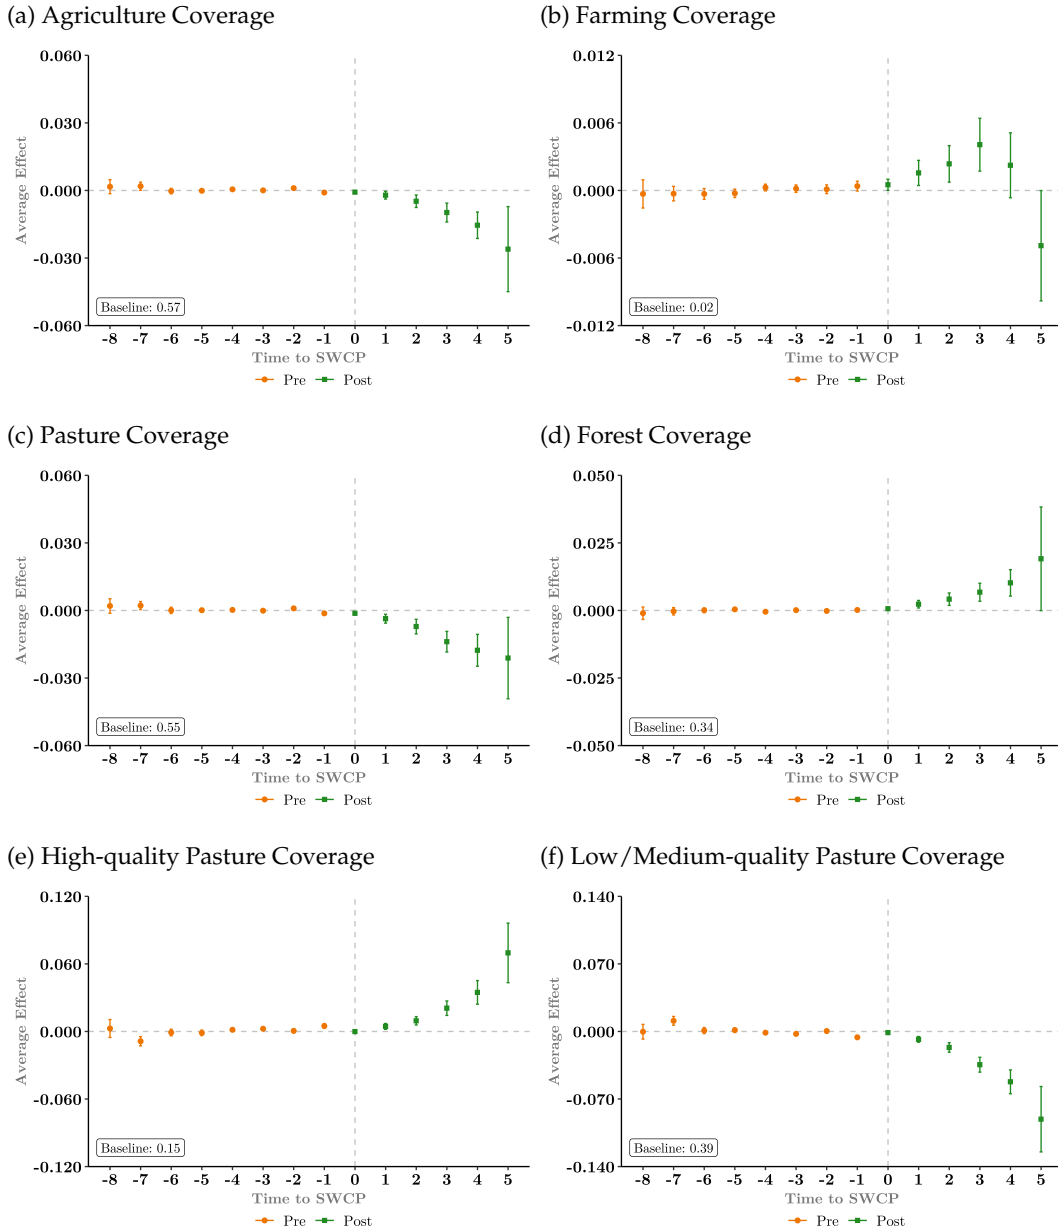 (a) Agriculture Coverage
0.060
0.030
0.000
-0.030
-0.060
Average Effect
Baseline: 0.57
-8 -7 -6 -5 -4 -3 -2 -1 0 1 2 3 4 5
Time to SWCP
Pre Post
(b) Farming Coverage
0.012
0.006
0.000
-0.006
-0.012
Average Effect
Baseline: 0.02
-8 -7 -6 -5 -4 -3 -2 -1 0 1 2 3 4 5
Time to SWCP
Pre Post
(c) Pasture Coverage
0.060
0.030
0.000
-0.030
-0.060
Average Effect
Baseline: 0.55
-8 -7 -6 -5 -4 -3 -2 -1 0 1 2 3 4 5
Time to SWCP
Pre Post
(d) Forest Coverage
0.050
0.025
0.000
-0.025
-0.050
Average Effect
Baseline: 0.34
-8 -7 -6 -5 -4 -3 -2 -1 0 1 2 3 4 5
Time to SWCP
Pre Post
(e) High-quality Pasture Coverage
0.120
0.060
0.000
-0.060
-0.120
Average Effect
Baseline: 0.15
-8 -7 -6 -5 -4 -3 -2 -1 0 1 2 3 4 5
Time to SWCP
Pre Post
(f) Low/Medium-quality Pasture Coverage
0.140
0.070
0.000
-0.070
-0.140
Average Effect
Baseline: 0.39
-8 -7 -6 -5 -4 -3 -2 -1 0 1 2 3 4 5
Time to SWCP
Pre Post